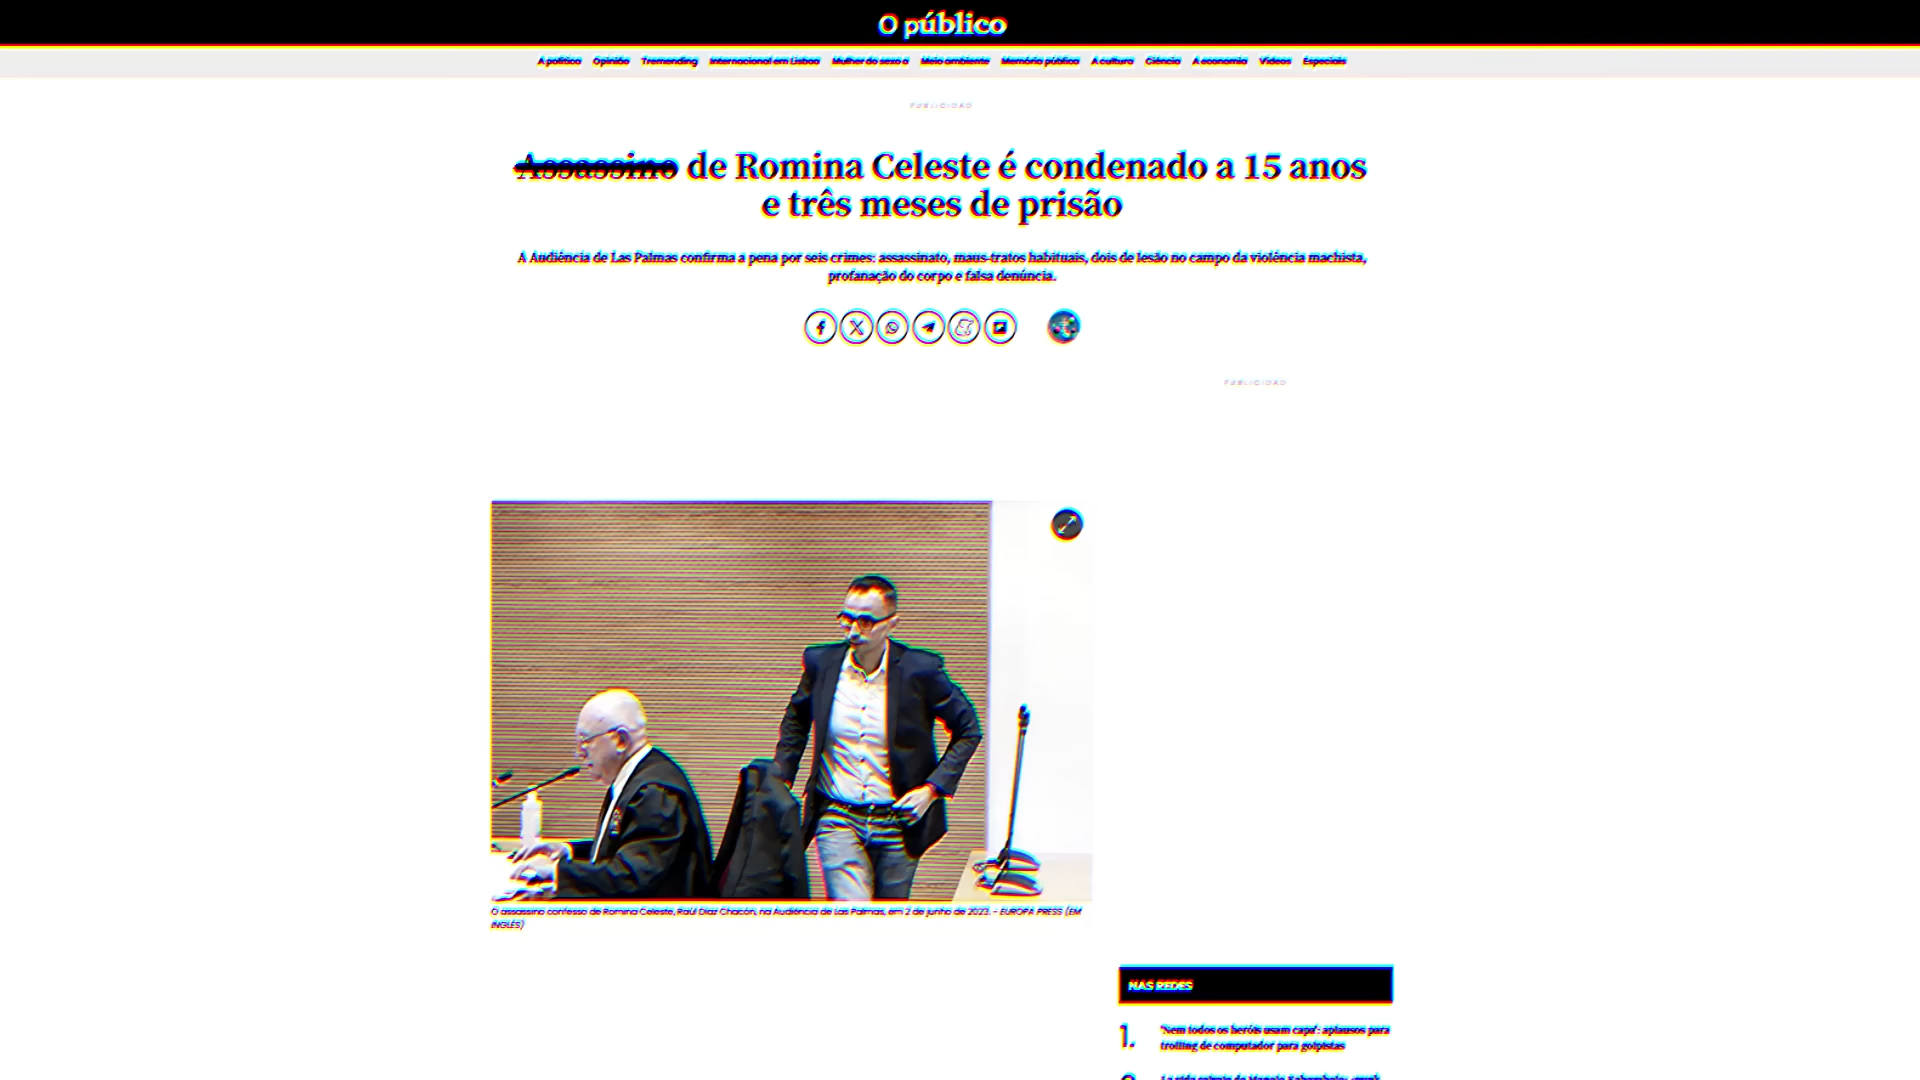 O público
A política Opinião Tremending Internacional em Lisboa Mulher do sexo a Meio ambiente Memória pública A cultura Ciência A economia Vídeos Especiais
PUBLICIDAD
Assassino de Romina Celeste é condenado a 15 anos
e três meses de prisão
A Audiência de Las Palmas confirma a pena por seis crimes: assassinato, maus-tratos habituais, dois de lesão no campo da violência machista,
profanação do corpo e falsa denúncia.
PUBLICIDAD
O assassino confesso de Romina Celeste, Raúl Díaz Chacón, na Audiência de Las Palmas, em 2 de junho de 2023. - EUROPA PRESS (EM
INGLÊS)
NAS REDES
1.
"Nem todos os heróis usam capa": aplausos para
trolling de computador para golpistas